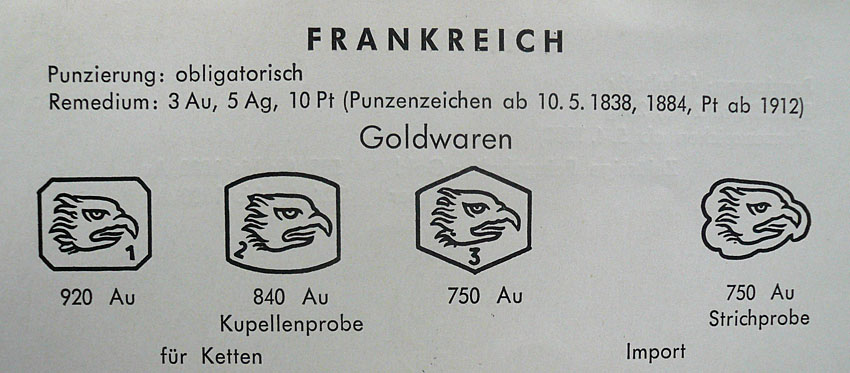 FRANKREICH
Punzierung: obligatorisch
Remedium: 3 Au, 5 Ag, 10 Pt (Punzenzeichen ab 10. 5. 1838, 1884, Pt ab 1912)
Goldwaren
1 2 3
920 Au 840 Au 750 Au 750 Au
Kupellenprobe Strichprobe
für Ketten Import